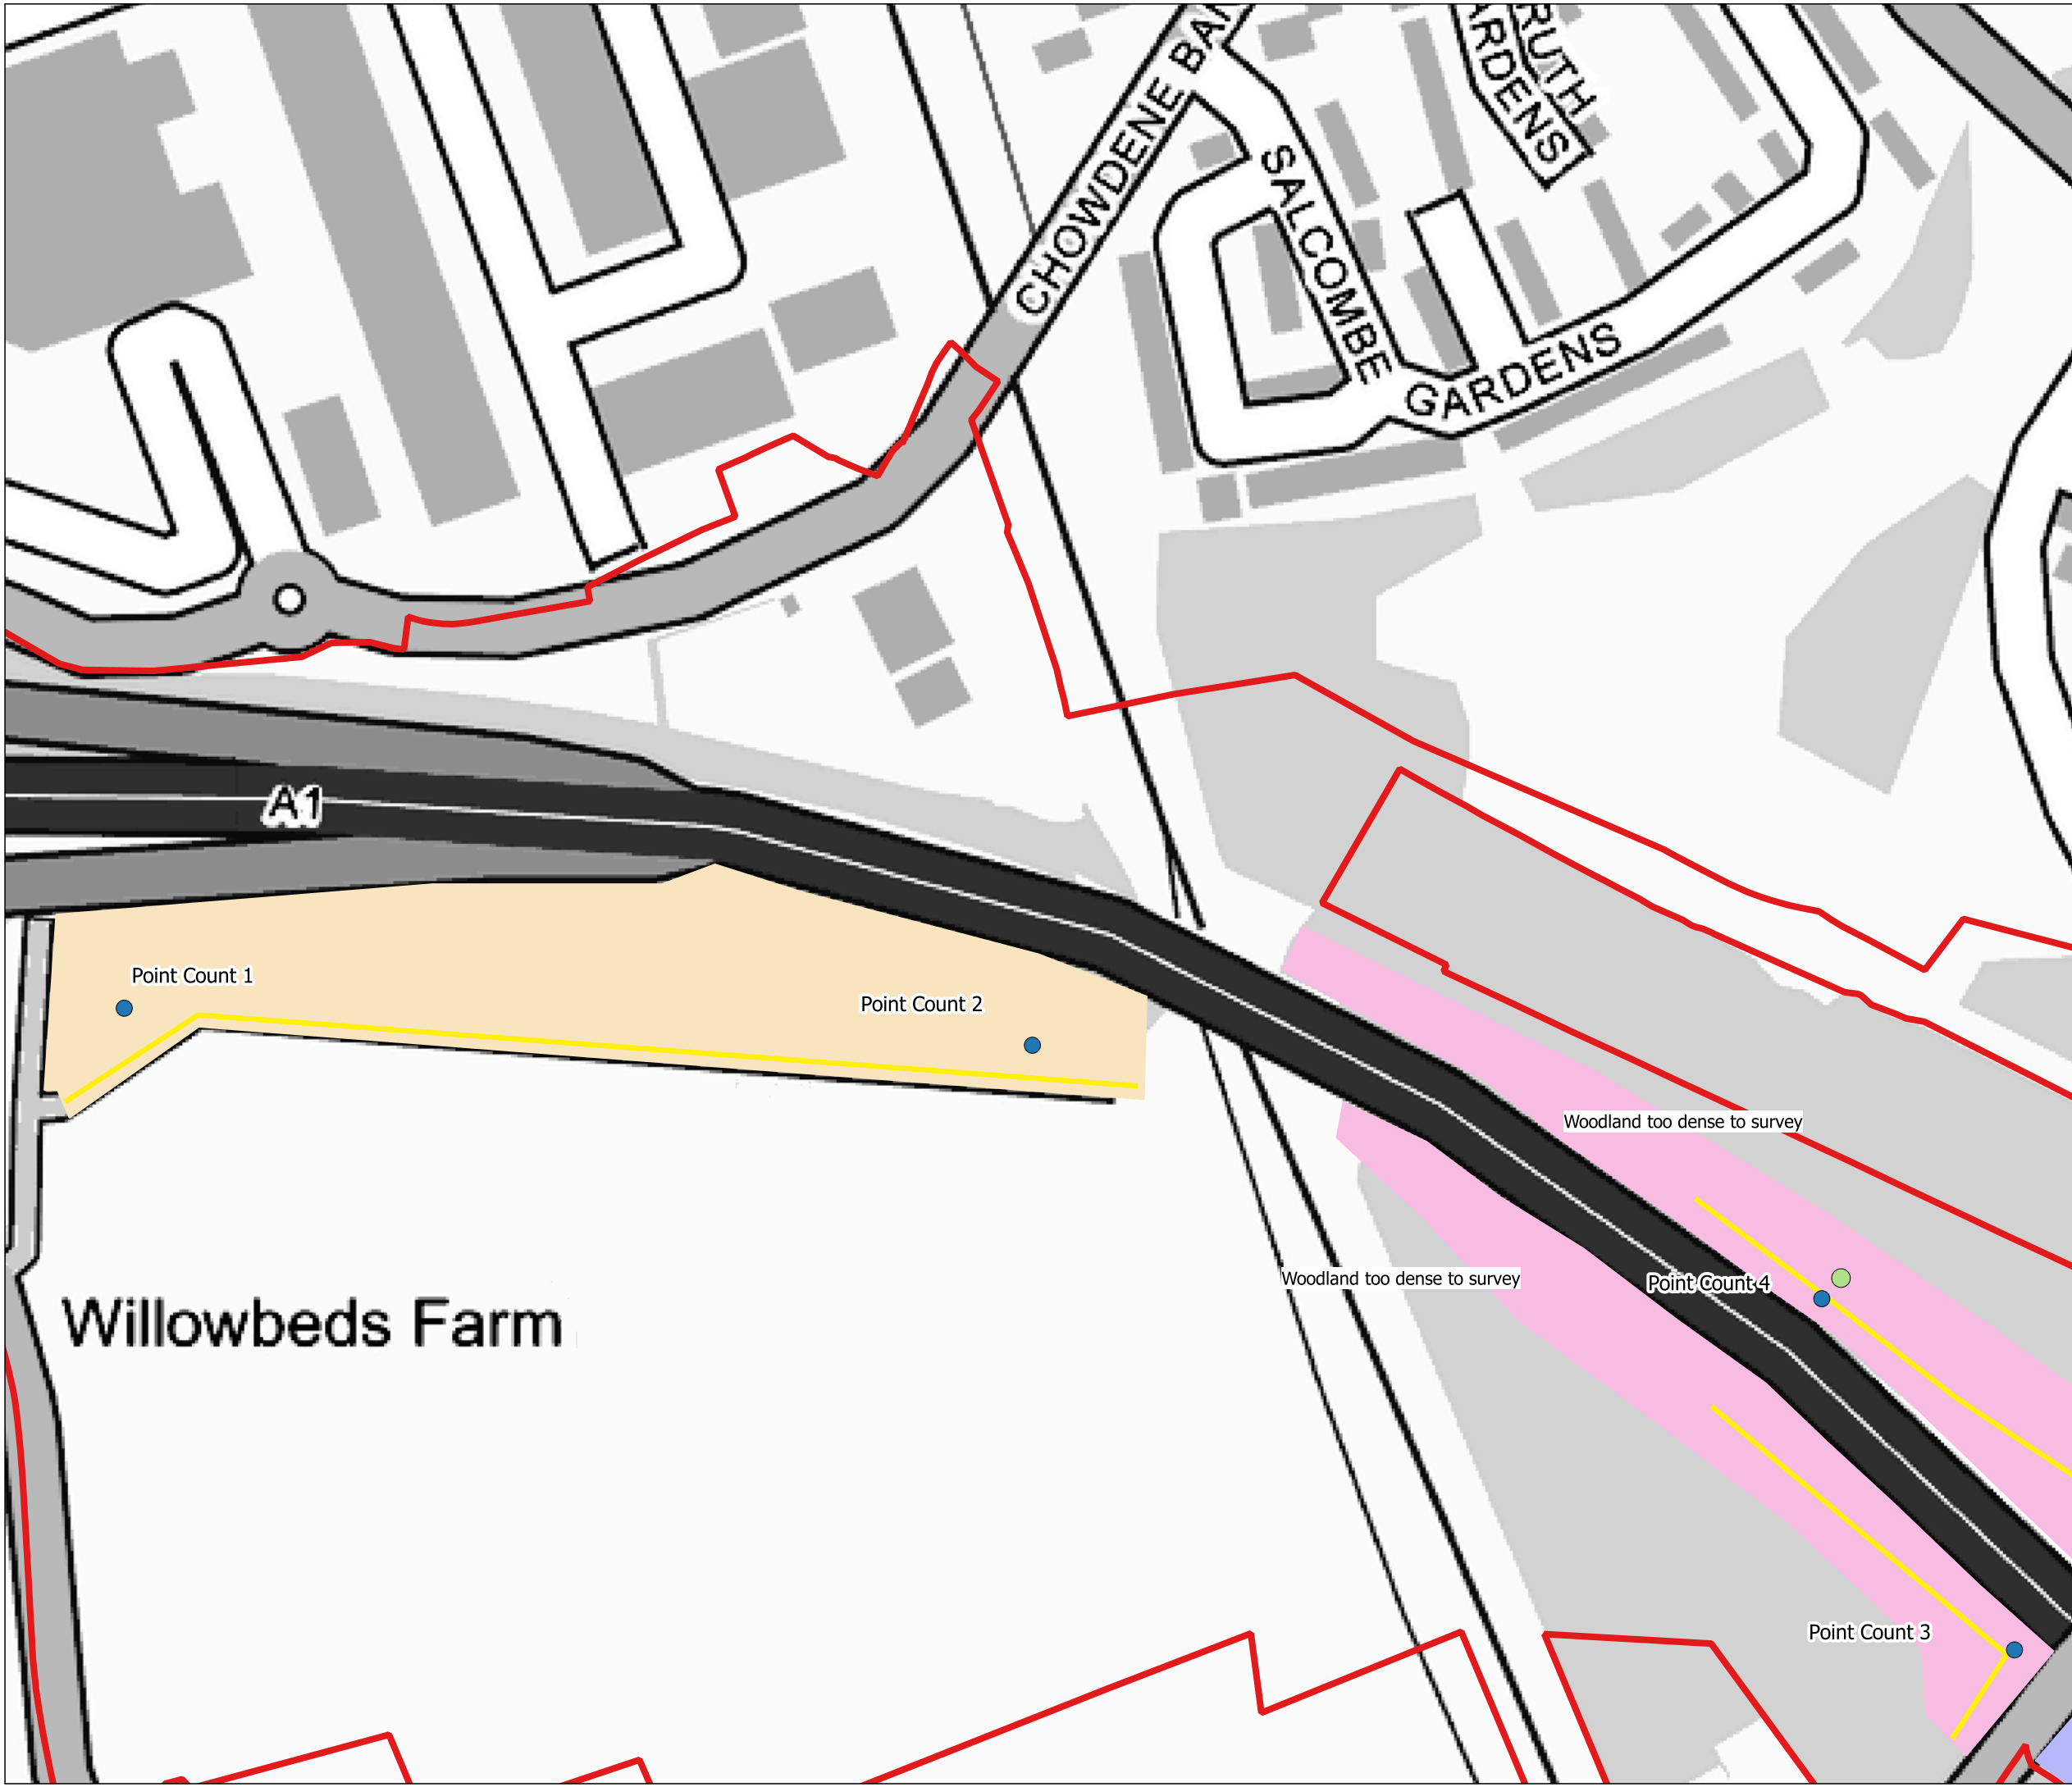 CHOWDENE BAN
RUTH
ARDENS
SALCOMBE
GARDENS
A1
Point Count 1
Point Count 2
Woodland too dense to survey
Woodland too dense to survey
Point Count 4
Willowbeds Farm
Point Count 3